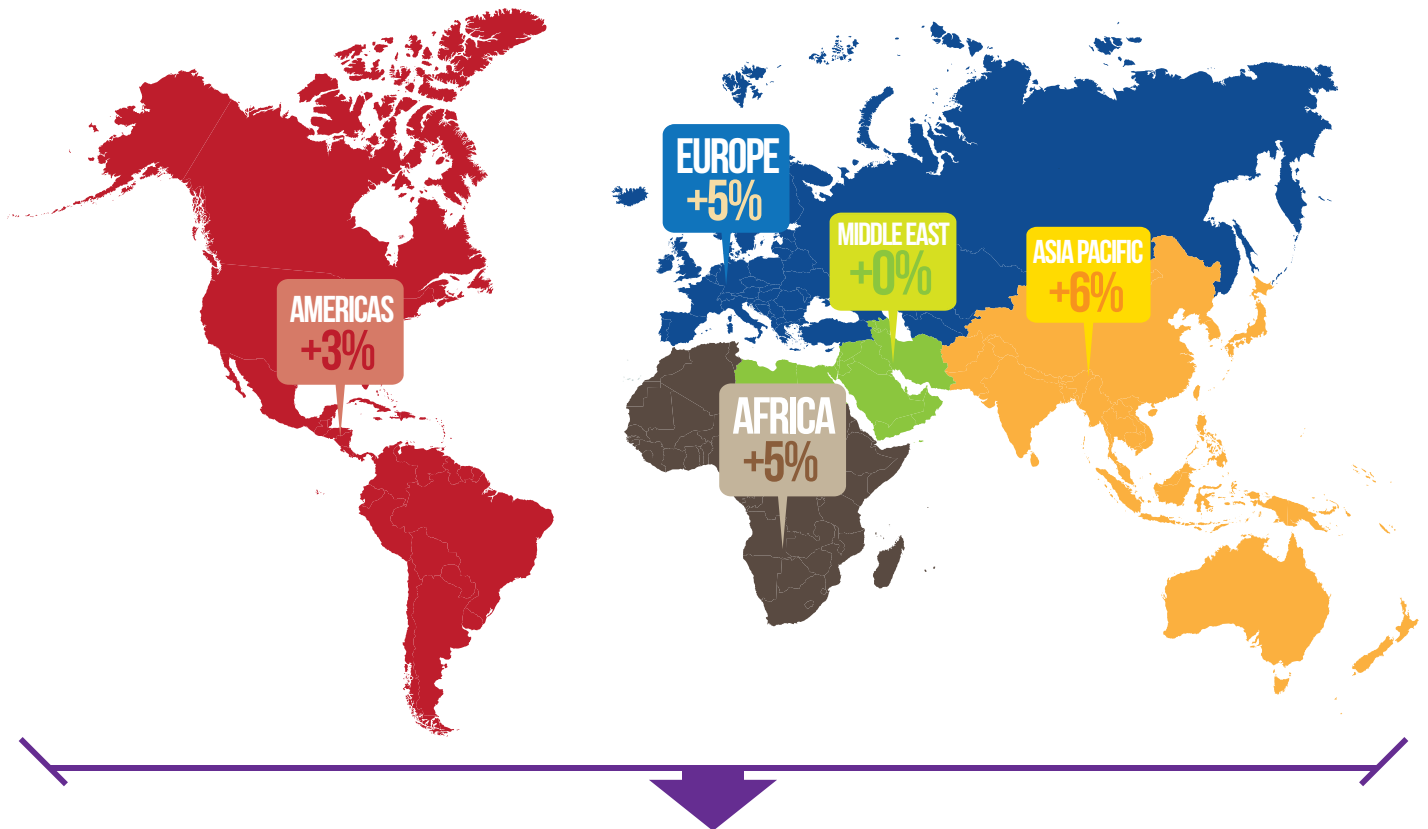 EUROPE
+5%
MIDDLE EAST
+0%
ASIA PACIFIC
+6%
AMERICAS
+3%
AFRICA
+5%